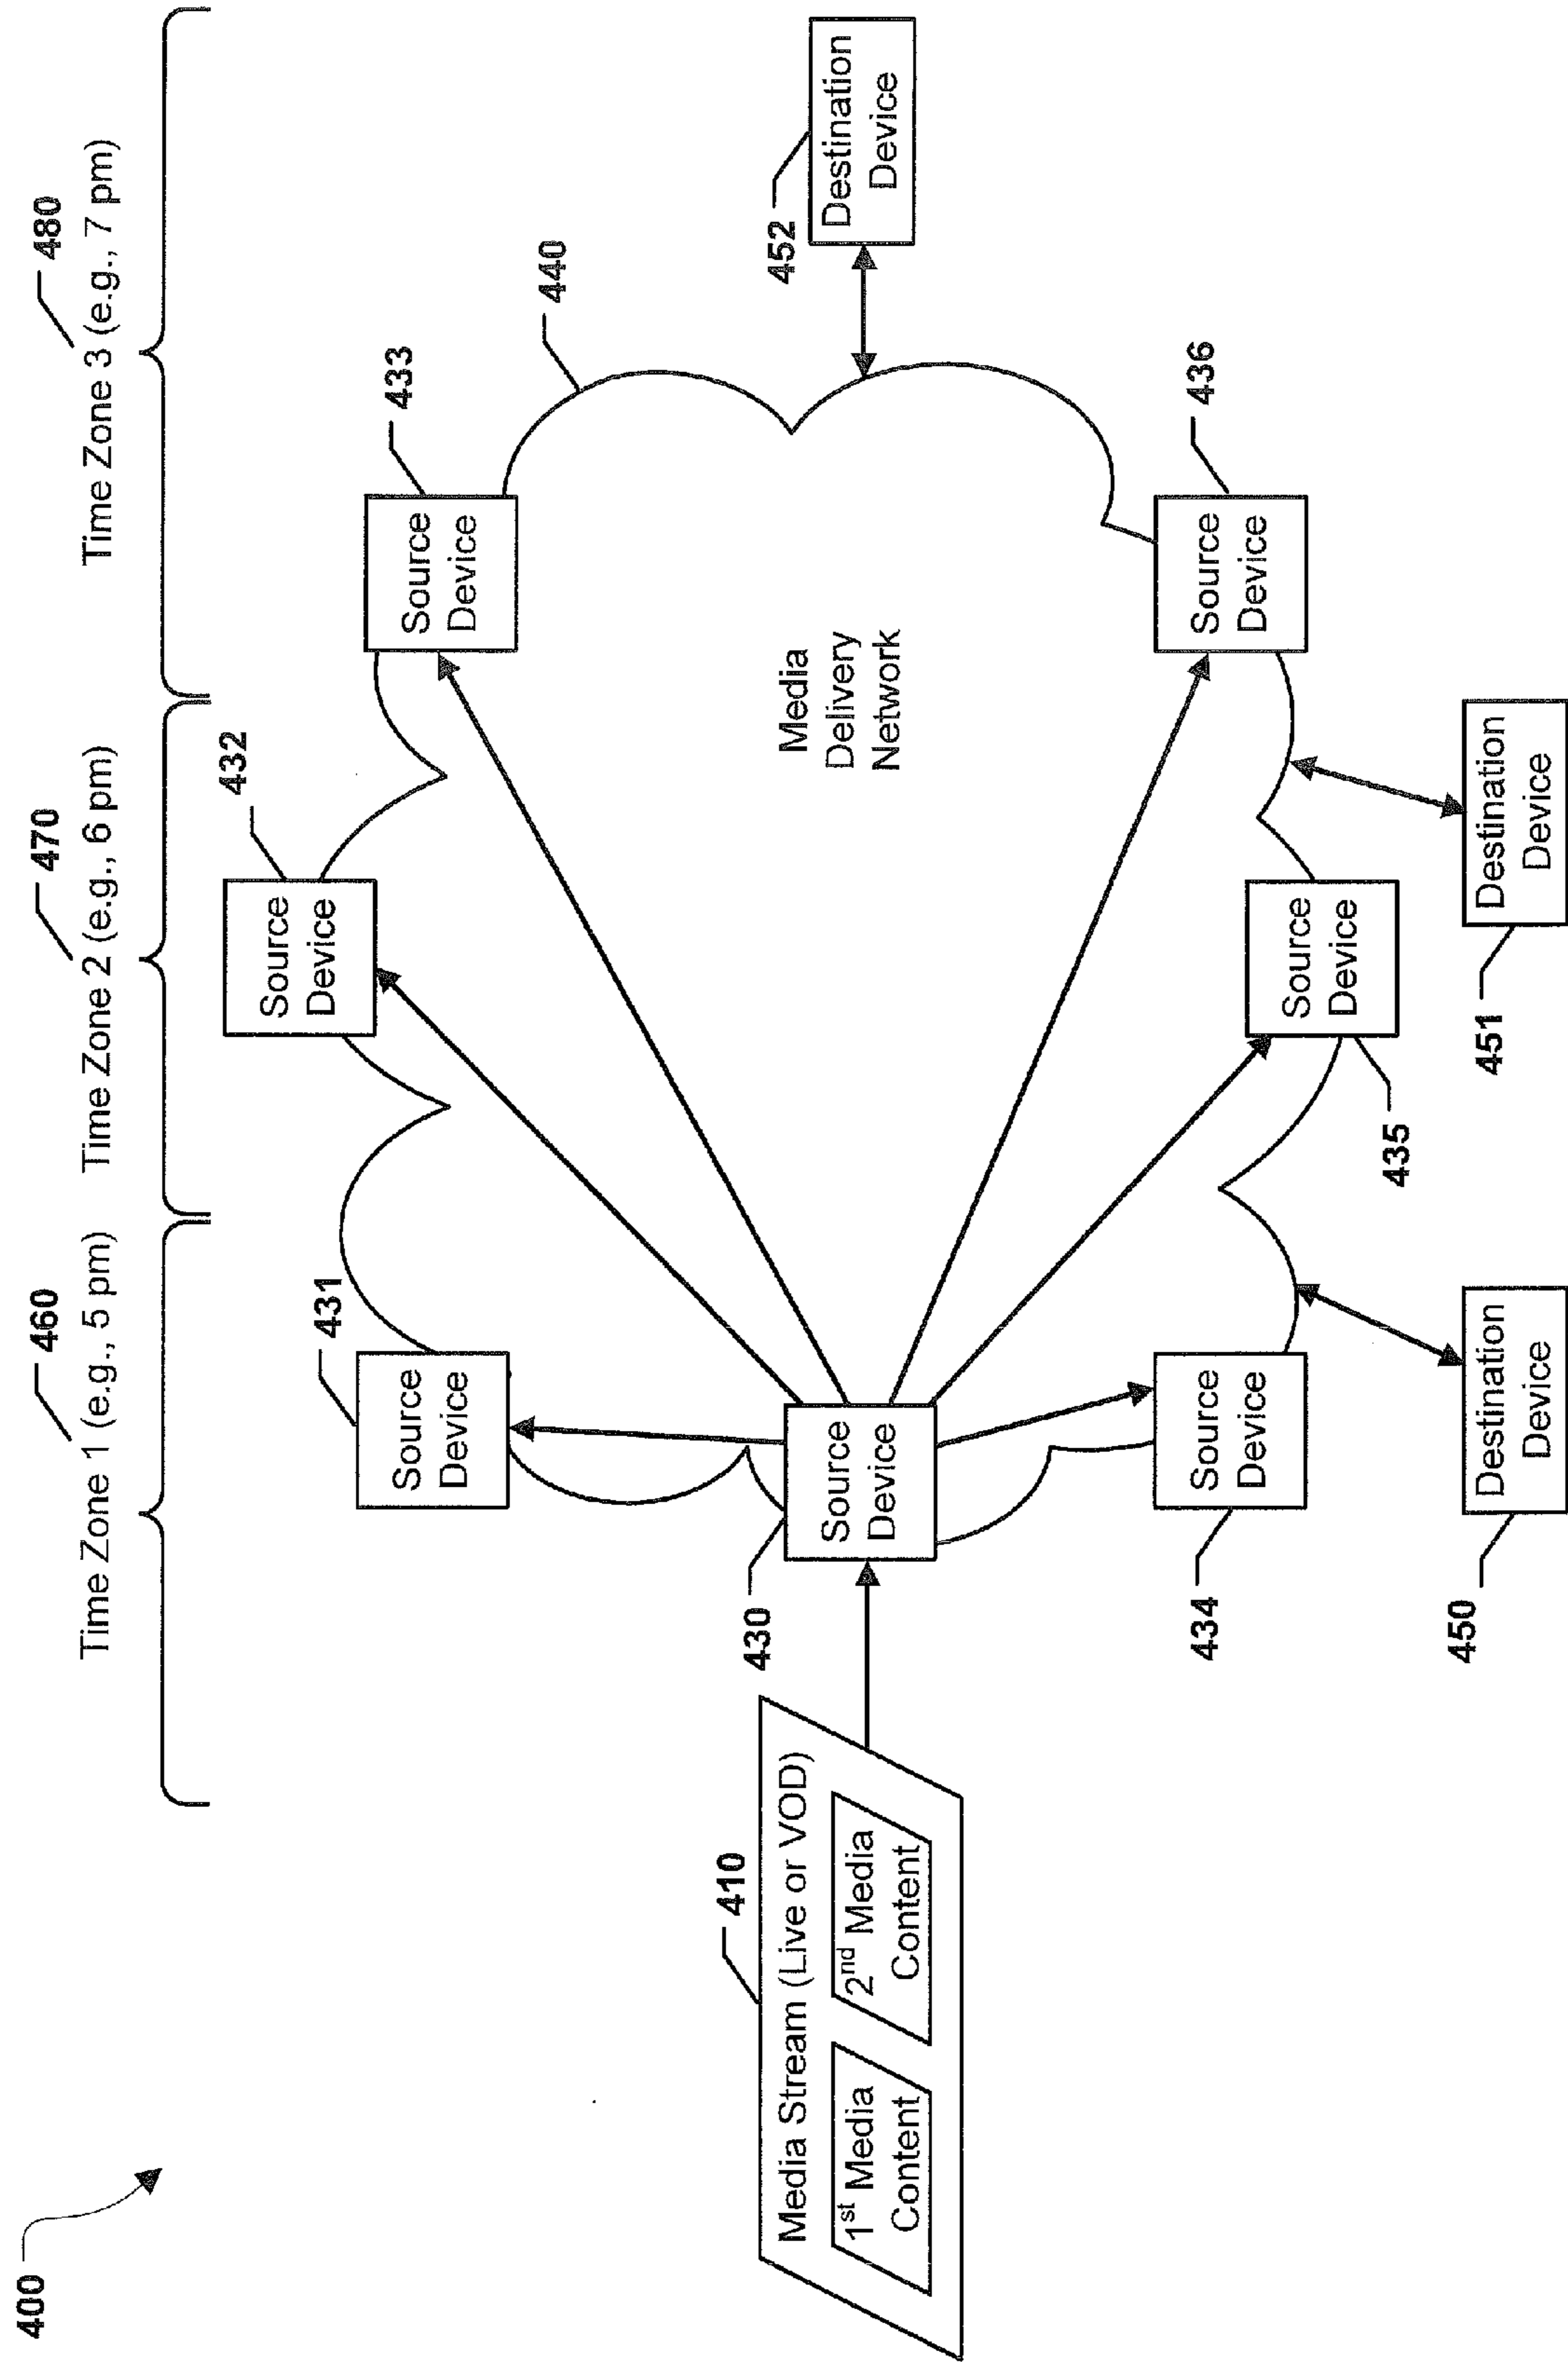 400
460
Time Zone 1 (e.g., 5 pm)
470
Time Zone 2 (e.g., 6 pm)
480
Time Zone 3 (e.g., 7 pm)
410
Media Stream (Live or VOD)
1st Media
Content
2nd Media
Content
430
Source
Device
431
Source
Device
432
Source
Device
433
Source
Device
440
Media
Delivery
Network
434
Source
Device
435
Source
Device
436
Source
Device
450
Destination
Device
451
Destination
Device
452
Destination
Device